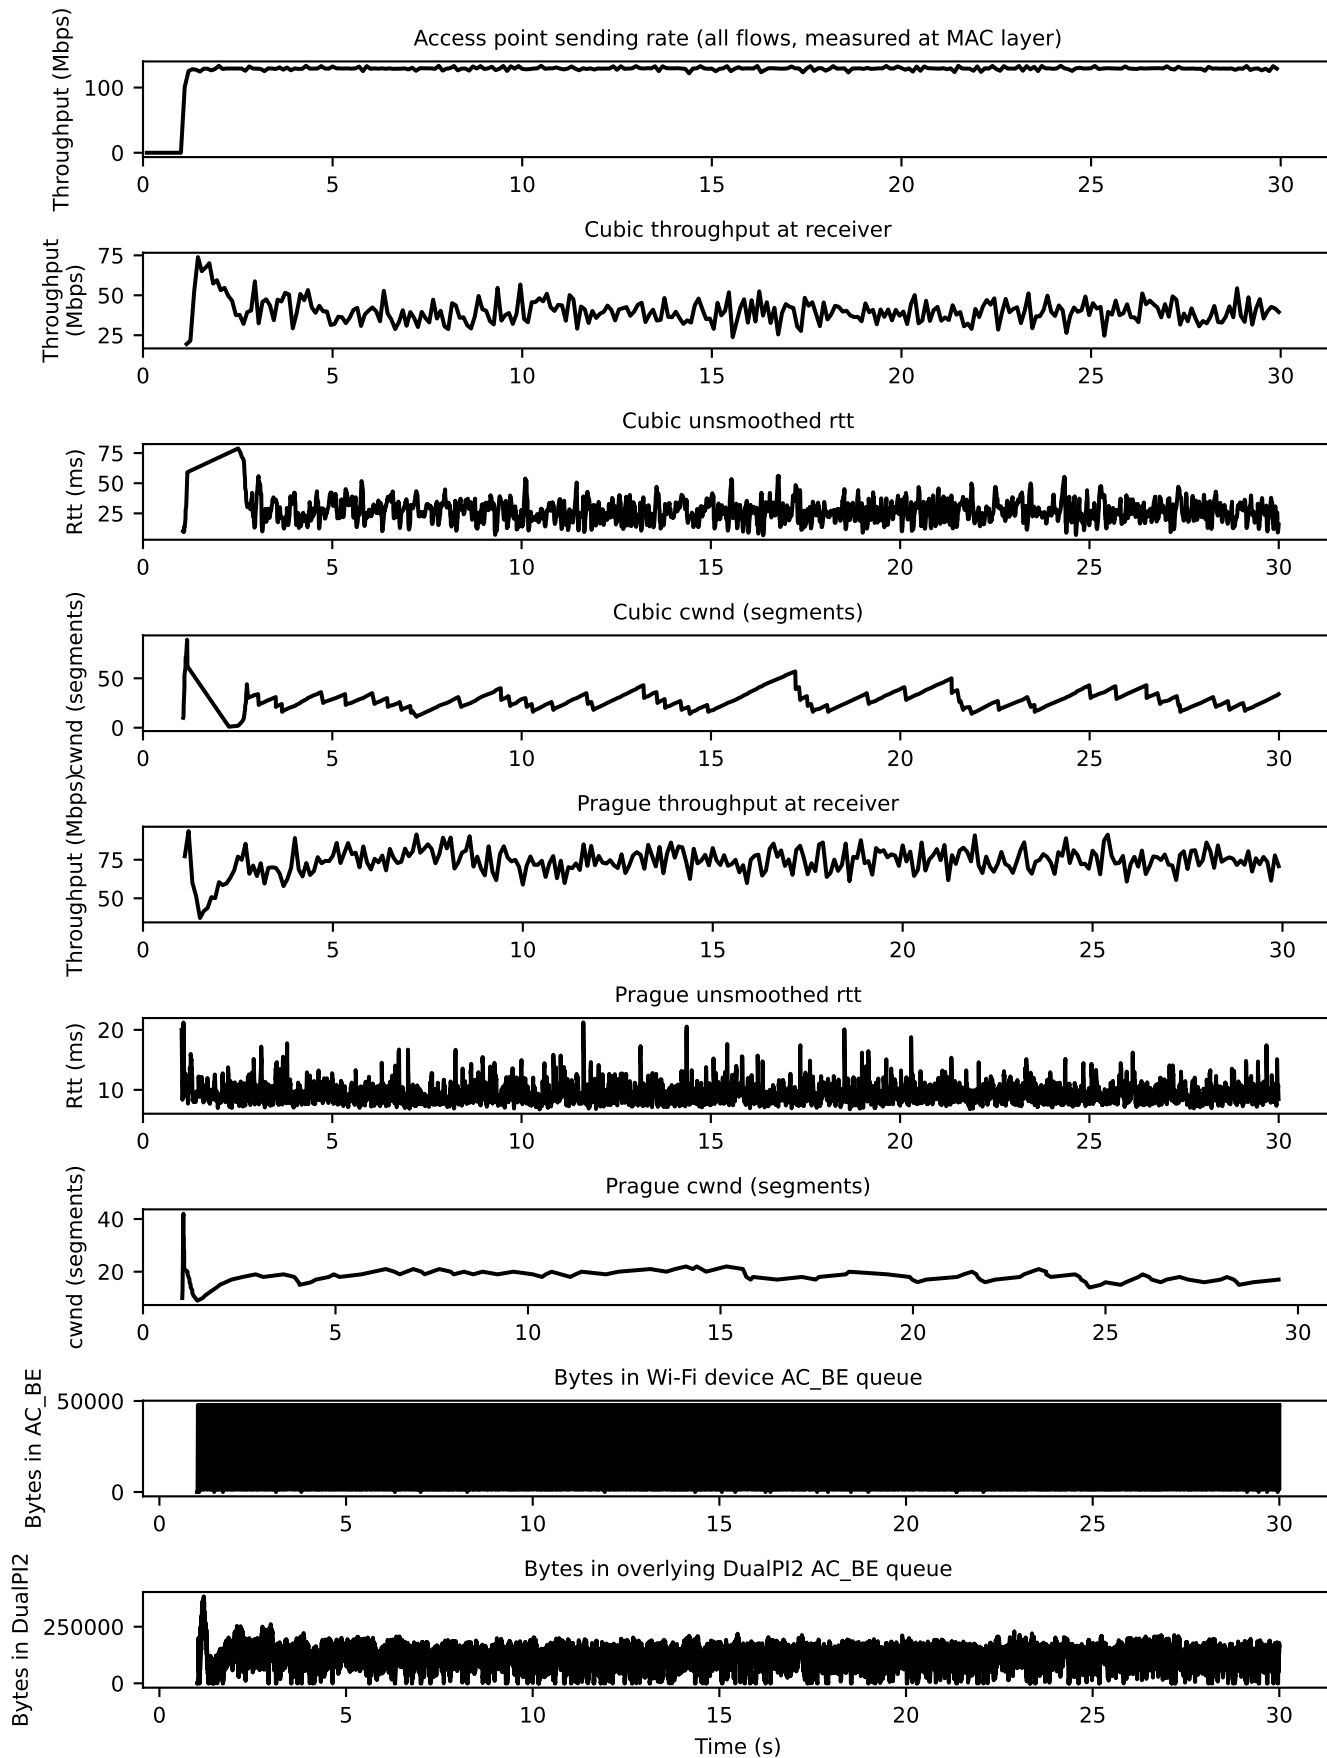 Access point sending rate (all flows, measured at MAC layer)
Throughput (Mbps)
100
0
0 5 10 15 20 25 30
Cubic throughput at receiver
Throughput
(Mbps)
75
50
25
0 5 10 15 20 25 30
Cubic unsmoothed rtt
Rtt (ms)
75
50
25
0 5 10 15 20 25 30
Cubic cwnd (segments)
cwnd (segments)
50
0
0 5 10 15 20 25 30
Prague throughput at receiver
Throughput (Mbps)
75
50
0 5 10 15 20 25 30
Prague unsmoothed rtt
Rtt (ms)
20
10
0 5 10 15 20 25 30
Prague cwnd (segments)
cwnd (segments)
40
20
0 5 10 15 20 25 30
Bytes in Wi-Fi device AC_BE queue
Bytes in AC_BE
50000
0
0 5 10 15 20 25 30
Bytes in overlying DualPI2 AC_BE queue
Bytes in DualPI2
250000
0
0 5 10 15 20 25 30
Time (s)